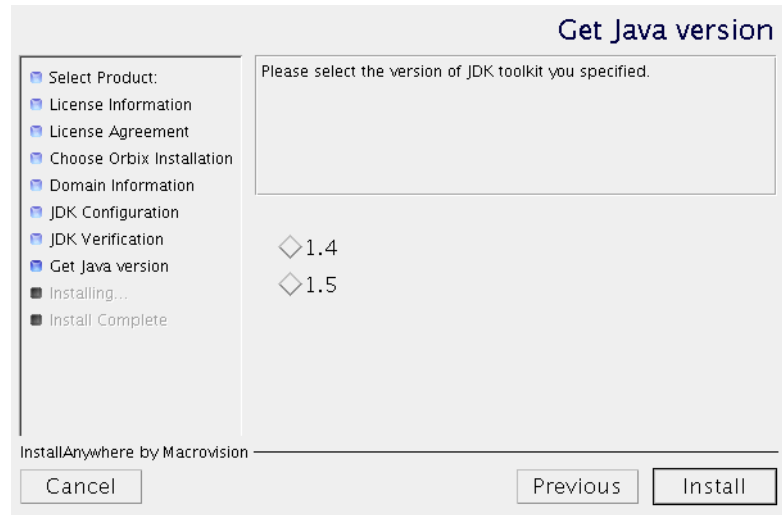 Get Java version
Select Product:
License Information
License Agreement
Choose Orbix Installation
Domain Information
JDK Configuration
JDK Verification
Get Java version
Installing...
Install Complete
Please select the version of JDK toolkit you specified.
1.4
1.5
InstallAnywhere by Macrovision
Cancel
Previous
Install